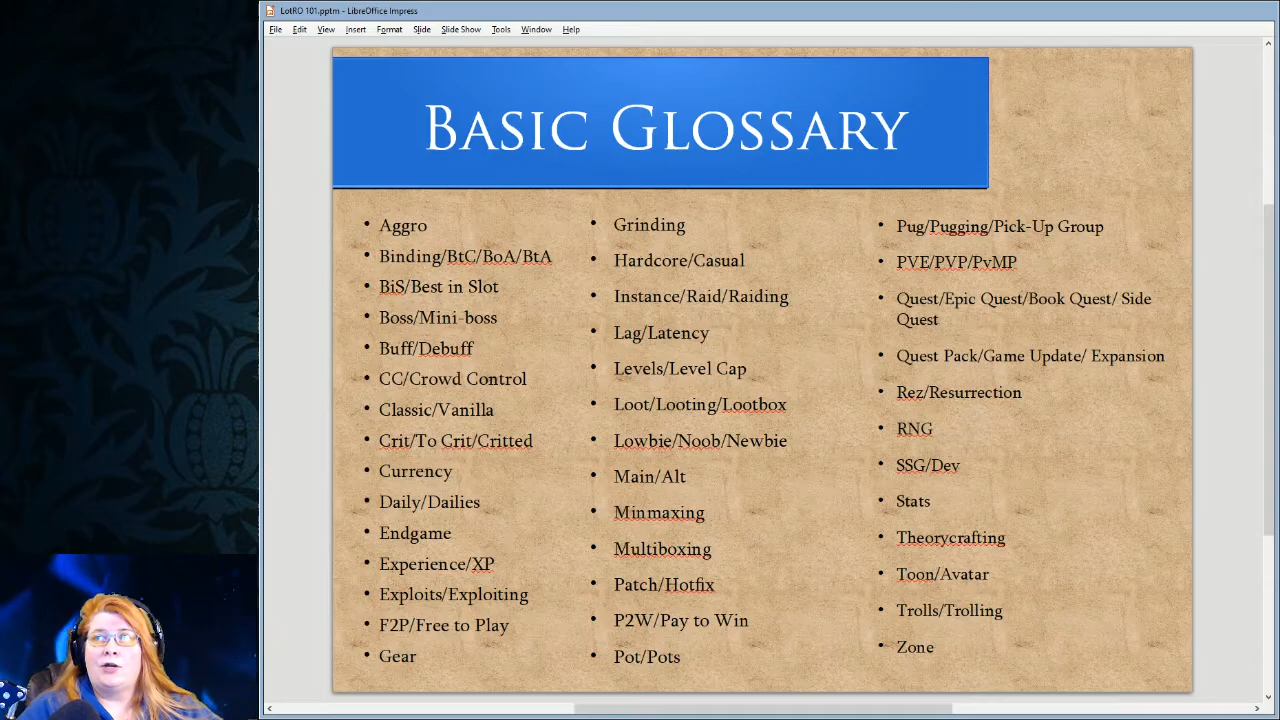 LotRO 101.pptm - LibreOffice Impress
File Edit View Insert Format Slide Slide Show Tools Window Help
Basic Glossary
• Aggro
• Binding/BtC/BoA/BtA
• BiS/Best in Slot
• Boss/Mini-boss
• Buff/Debuff
• CC/Crowd Control
• Classic/Vanilla
• Crit/To Crit/Critted
• Currency
• Daily/Dailies
• Endgame
• Experience/XP
• Exploits/Exploiting
• F2P/Free to Play
• Gear
• Grinding
• Hardcore/Casual
• Instance/Raid/Raiding
• Lag/Latency
• Levels/Level Cap
• Loot/Looting/Lootbox
• Lowbie/Noob/Newbie
• Main/Alt
• Minmaxing
• Multiboxing
• Patch/Hotfix
• P2W/Pay to Win
• Pot/Pots
• Pug/Pugging/Pick-Up Group
• PVE/PVP/PvMP
• Quest/Epic Quest/Book Quest/ Side
Quest
• Quest Pack/Game Update/ Expansion
• Rez/Resurrection
• RNG
• SSG/Dev
• Stats
• Theorycrafting
• Toon/Avatar
• Trolls/Trolling
• Zone